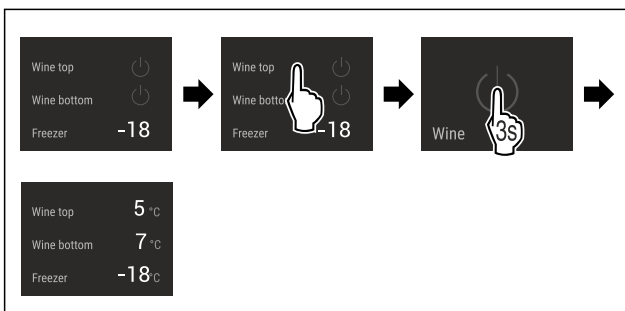 Wine top
Wine bottom
Freezer -18
Wine top
Wine botto
Freezer -18
Wine 3s
Wine top 5 °C
Wine bottom 7 °C
Freezer -18 °C